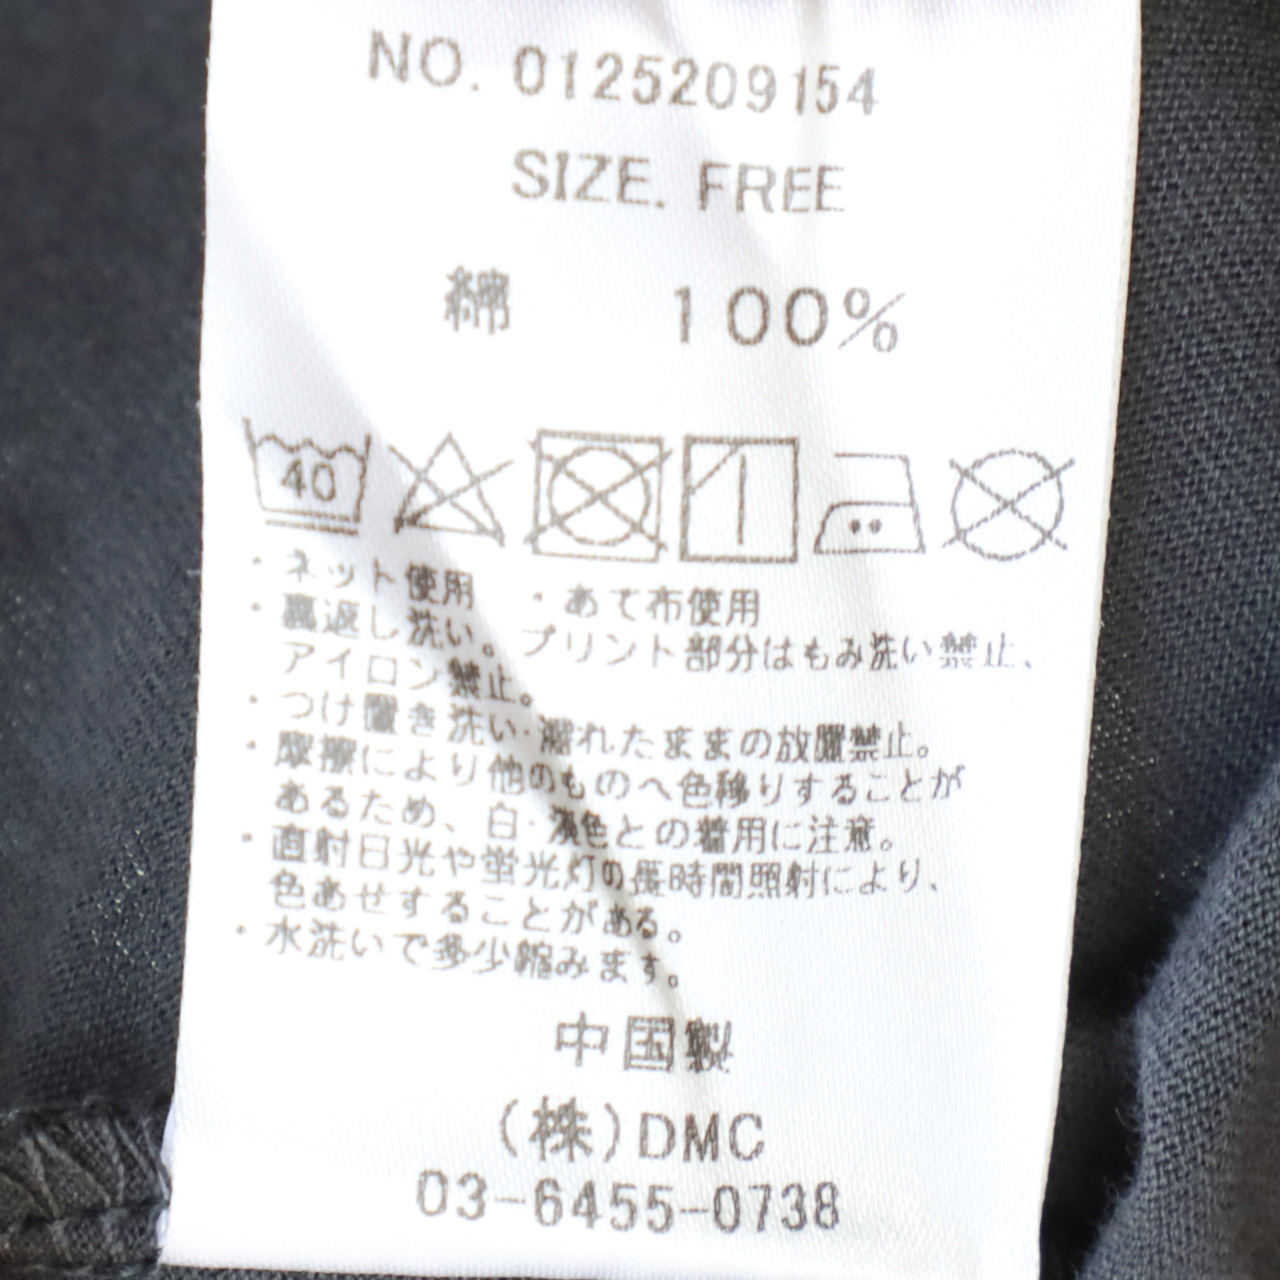 NO. 0125209154
SIZE. FREE
綿 100%
40
・ネット使用 ・あて布使用
・裏返し洗い。プリント部分はもみ洗い禁止、
アイロン禁止。
・つけ置き洗い・濡れたままの放置禁止。
・摩擦により他のものへ色移りすることが
あるため、白・淡色との着用に注意。
・直射日光や蛍光灯の長時間照射により、
色あせすることがある。
・水洗いで多少縮みます。
中国製
(株)DMC
03-6455-0738